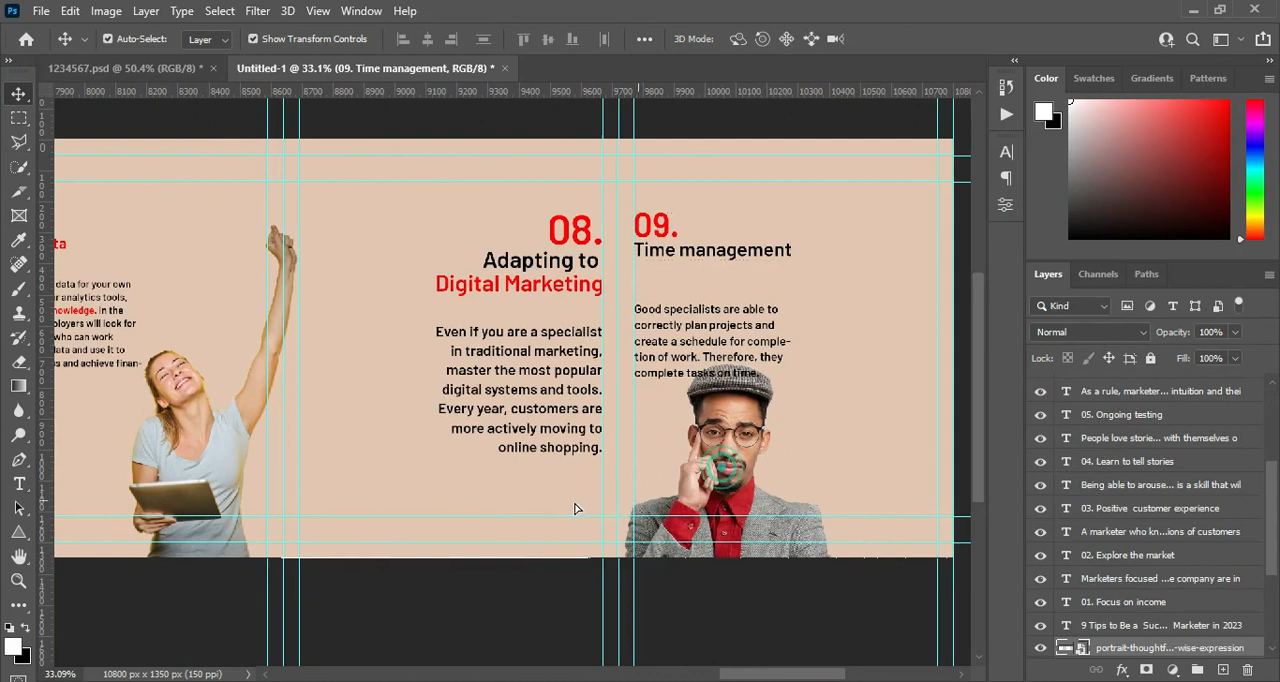 Ps File Edit Image Layer Type Select Filter 3D View Window Help
Auto-Select: Layer Show Transform Controls 3D Mode:
1234567.psd @ 50.4% (RGB/8) * × Untitled-1 @ 33.1% (09. Time management, RGB/8) * ×
7900 8000 8100 8200 8300 8400 8500 8600 8700 8800 8900 9000 9100 9200 9300 9400 9500 9600 9700 9800 9900 10000 10100 10200 10300 10400 10500 10600 10700 108
ta
data for your own
r analytics tools,
nowledge. In the
ployers will look for
who can work
data and use it to
s and achieve finan-
08.
Adapting to
Digital Marketing
Even if you are a specialist
in traditional marketing,
master the most popular
digital systems and tools.
Every year, customers are
more actively moving to
online shopping.
09.
Time management
Good specialists are able to
correctly plan projects and
create a schedule for comple-
tion of work. Therefore, they
complete tasks on time.
Color Swatches Gradients Patterns
Layers Channels Paths
Kind
Normal Opacity: 100%
Lock: Fill: 100%
As a rule, marketer... intuition and thei
05. Ongoing testing
People love storie... with themselves o
04. Learn to tell stories
Being able to arouse... is a skill that wil
03. Positive customer experience
A marketer who kn...ions of customers
02. Explore the market
Marketers focused ...e company are in
01. Focus on income
9 Tips to Be a Suc... Marketer in 2023
portrait-thoughtf...-wise-expression
33.09% 10800 px x 1350 px (150 ppi)